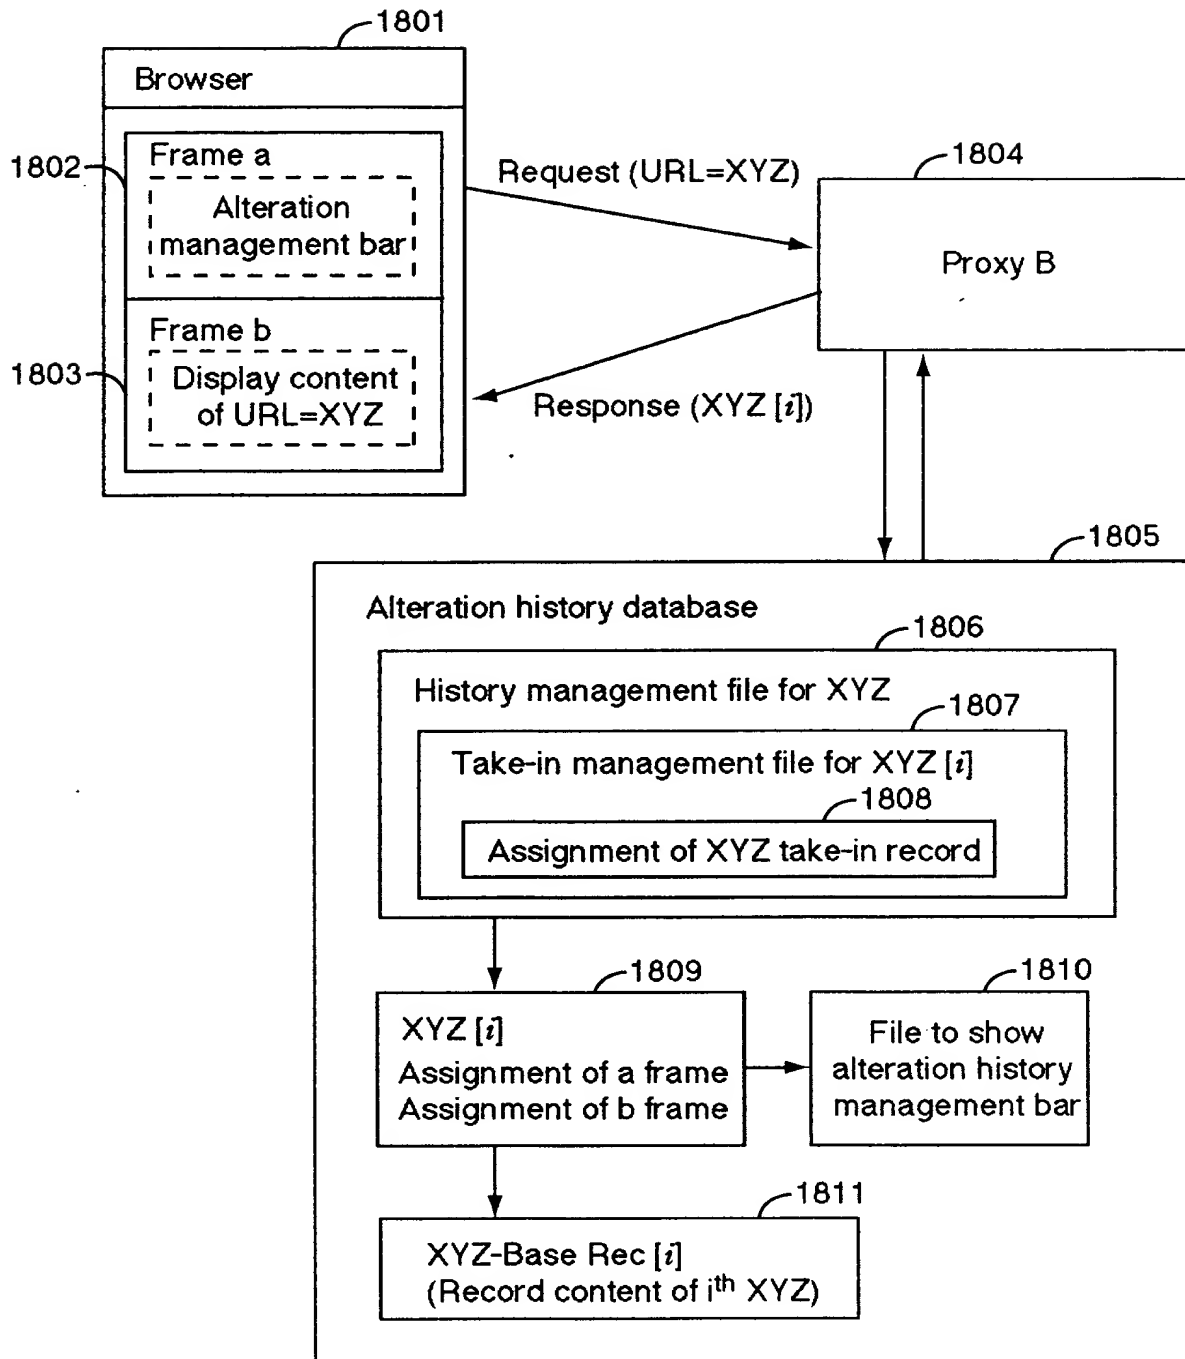 1801
Browser
1802
Frame a
Alteration
management bar
Request (URL=XYZ)
1804
Proxy B
1803
Frame b
Display content
of URL=XYZ
Response (XYZ [i])
1805
Alteration history database
1806
History management file for XYZ
1807
Take-in management file for XYZ [i]
1808
Assignment of XYZ take-in record
1809
XYZ [i]
Assignment of a frame
Assignment of b frame
1810
File to show
alteration history
management bar
1811
XYZ-Base Rec [i]
(Record content of ith XYZ)